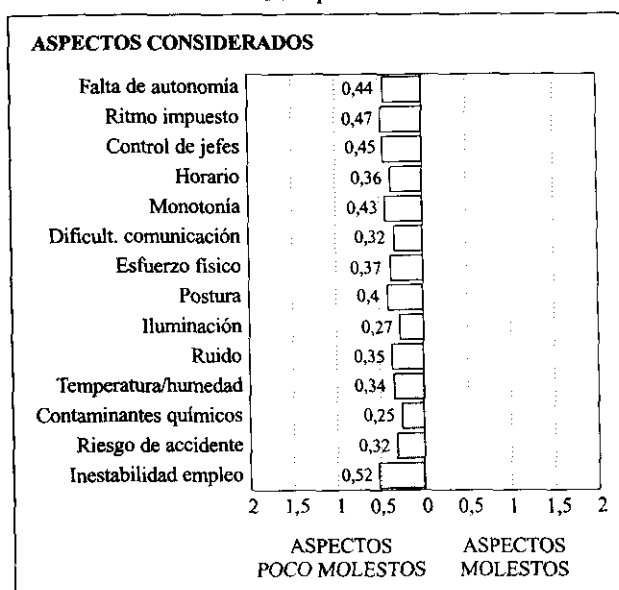 ASPECTOS CONSIDERADOS
Falta de autonomía 0,44
Ritmo impuesto 0,47
Control de jefes 0,45
Horario 0,36
Monotonía 0,43
Dificult. comunicación 0,32
Esfuerzo físico 0,37
Postura 0,4
Iluminación 0,27
Ruido 0,35
Temperatura/humedad 0,34
Contaminantes químicos 0,25
Riesgo de accidente 0,32
Inestabilidad empleo 0,52
2 1,5 1 0,5 0 0,5 1 1,5 2
ASPECTOS ASPECTOS
POCO MOLESTOS MOLESTOS